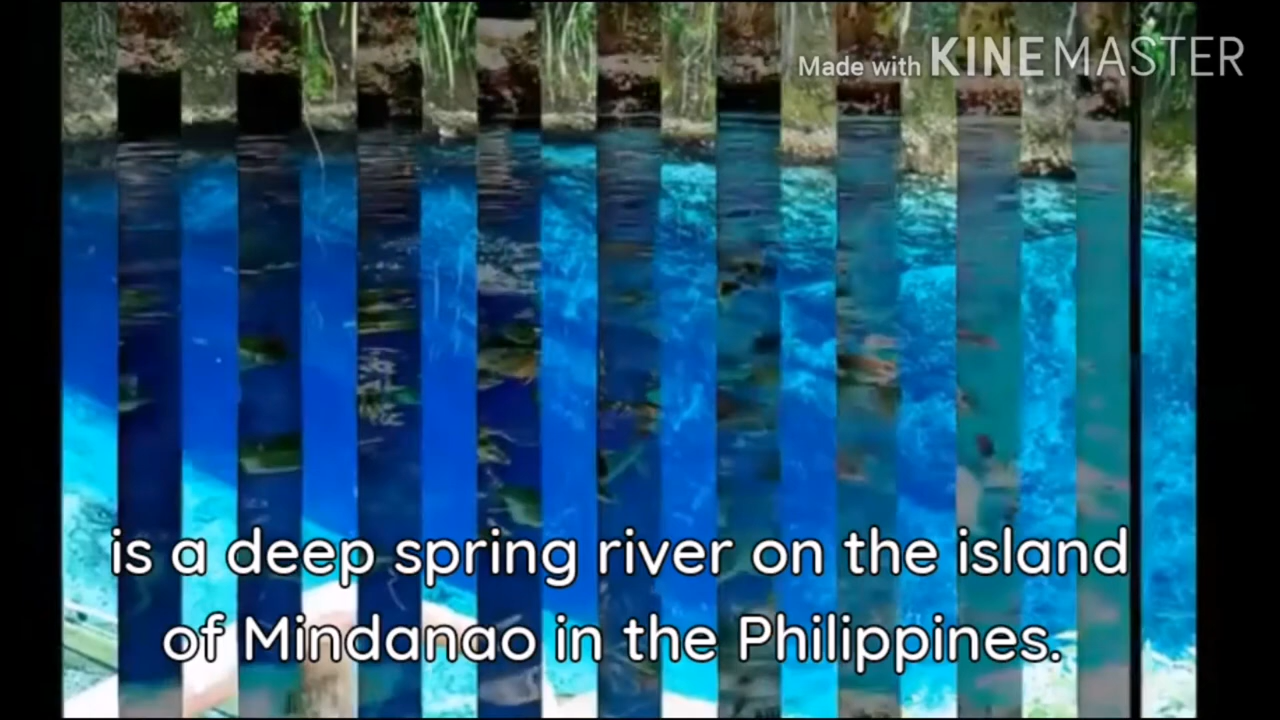 Made with KINEMASTER
is a deep spring river on the island
of Mindanao in the Philippines.